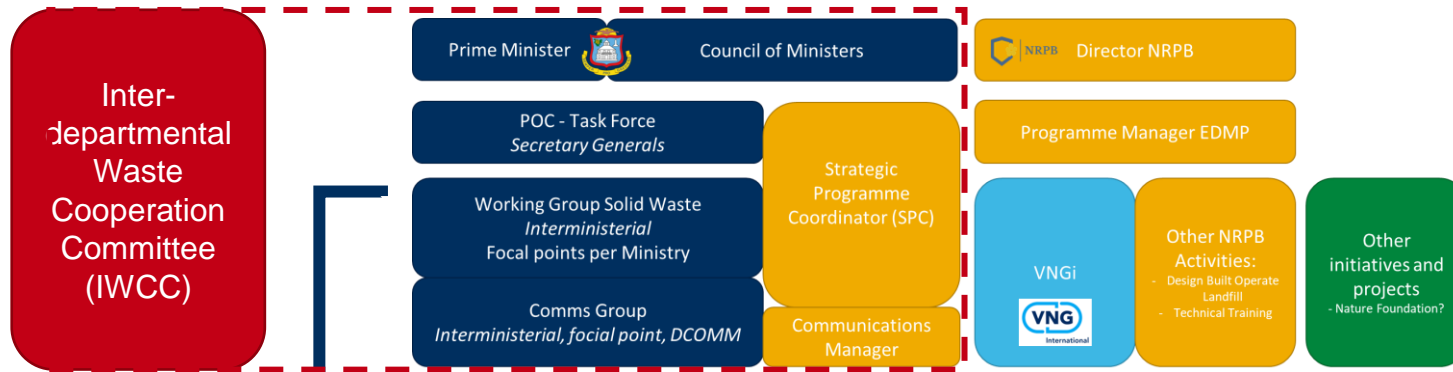 Inter-
departmental
Waste
Cooperation
Committee
(IWCC)
Prime Minister
Council of Ministers
POC - Task Force
Secretary Generals
Working Group Solid Waste
Interministerial
Focal points per Ministry
Comms Group
Interministerial, focial point, DCOMM
Strategic
Programme
Coordinator (SPC)
Communications
Manager
NRPB
Director NRPB
Programme Manager EDMP
VNGi
VNG
International
Other NRPB
Activities:
- Design Built Operate
Landfill
- Technical Training
Other
initiatives and
projects
- Nature Foundation?